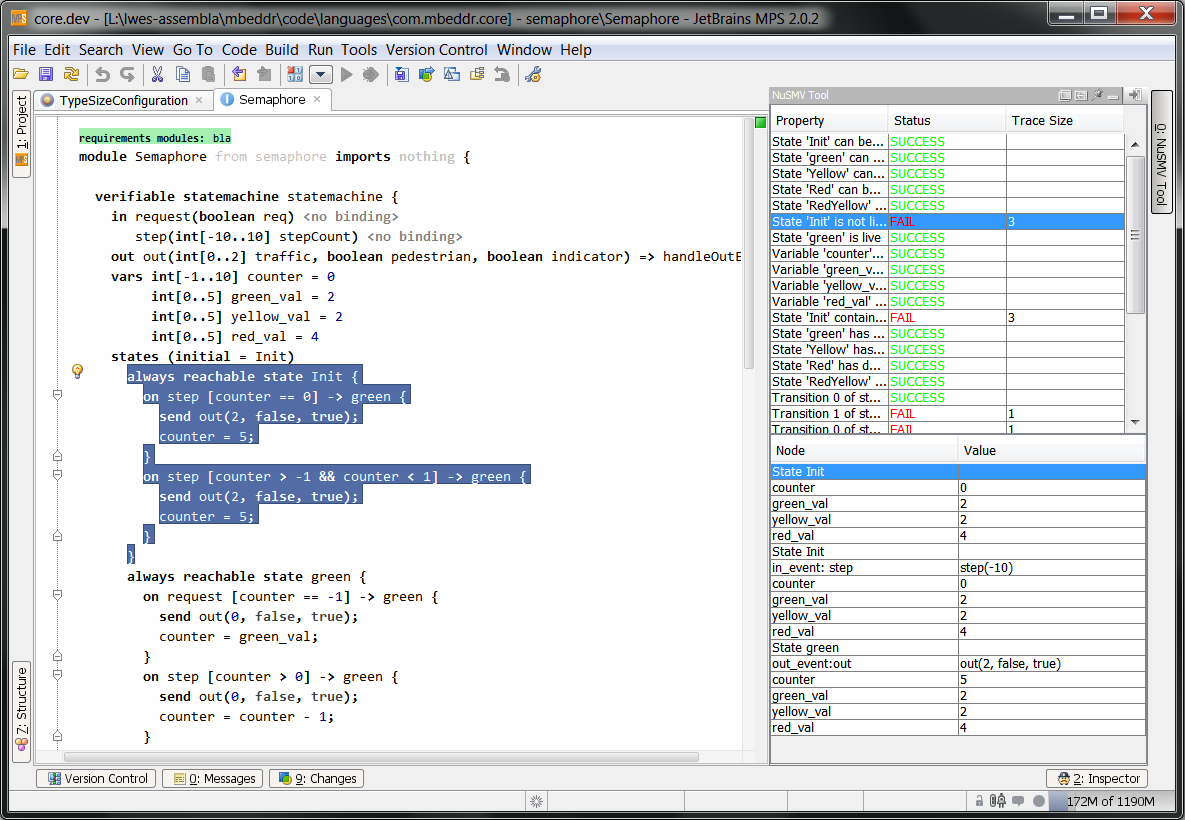 core.dev - [L:\lwes-assembla\mbeddr\code\languages\com.mbeddr.core] - semaphore\Semaphore - JetBrains MPS 2.0.2
File Edit Search View Go To Code Build Run Tools Version Control Window Help
1: Project
TypeSizeConfiguration
Semaphore
requirements modules: bla
module Semaphore from semaphore imports nothing {
verifiable statemachine statemachine {
in request(boolean req) <no binding>
step(int[-10..10] stepCount) <no binding>
out out(int[0..2] traffic, boolean pedestrian, boolean indicator) => handleOutE
vars int[-1..10] counter = 0
int[0..5] green_val = 2
int[0..5] yellow_val = 2
int[0..5] red_val = 4
states (initial = Init)
always reachable state Init {
on step [counter == 0] -> green {
send out(2, false, true);
counter = 5;
}
on step [counter > -1 && counter < 1] -> green {
send out(2, false, true);
counter = 5;
}
}
always reachable state green {
on request [counter == -1] -> green {
send out(0, false, true);
counter = green_val;
}
on step [counter > 0] -> green {
send out(0, false, true);
counter = counter - 1;
}
Z: Structure
NuSMV Tool
0: NuSMV Tool
Property Status Trace Size
State 'Init' can be... SUCCESS
State 'green' can ... SUCCESS
State 'Yellow' can... SUCCESS
State 'Red' can b... SUCCESS
State 'RedYellow' ... SUCCESS
State 'Init' is not li... FAIL 3
State 'green' is live SUCCESS
Variable 'counter'... SUCCESS
Variable 'green_v... SUCCESS
Variable 'yellow_v... SUCCESS
Variable 'red_val' ... SUCCESS
State 'Init' contain... FAIL 3
State 'green' has ... SUCCESS
State 'Yellow' has... SUCCESS
State 'Red' has d... SUCCESS
State 'RedYellow' ... SUCCESS
Transition 0 of st... SUCCESS
Transition 1 of st... FAIL 1
Transition 0 of st... FAIL 1
Node Value
State Init
counter 0
green_val 2
yellow_val 2
red_val 4
State Init
in_event: step step(-10)
counter 0
green_val 2
yellow_val 2
red_val 4
State green
out_event:out out(2, false, true)
counter 5
green_val 2
yellow_val 2
red_val 4
Version Control
0: Messages
9: Changes
2: Inspector
172M of 1190M